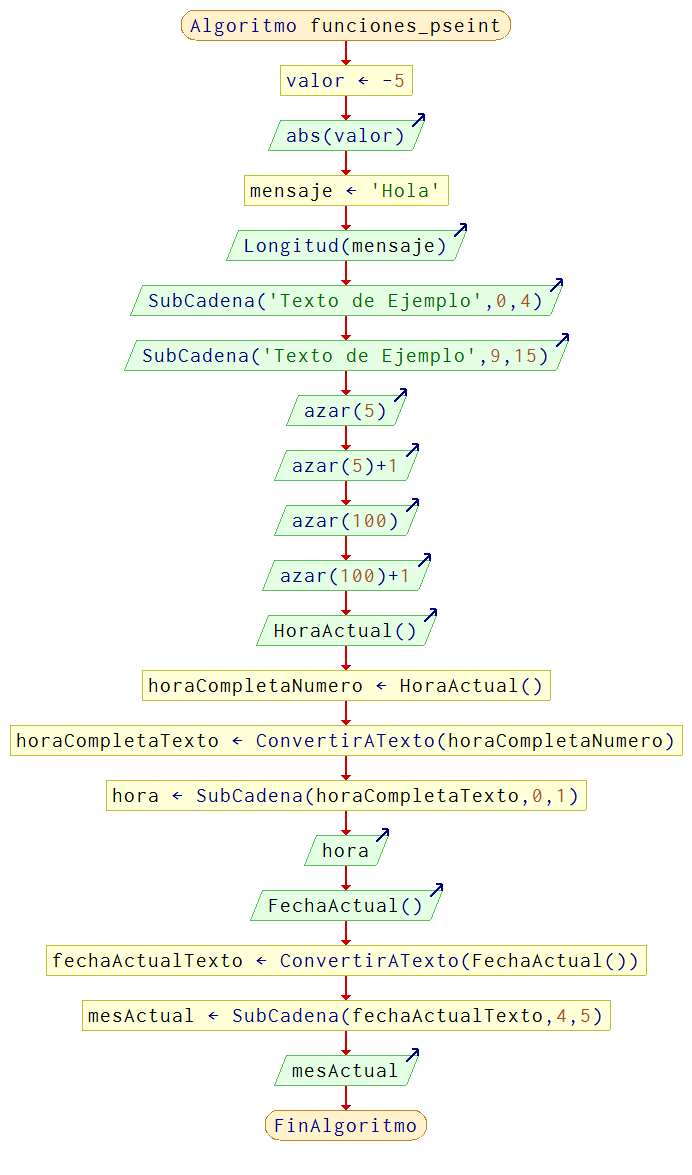 Algoritmo funciones_pseint
valor ← -5
abs(valor)
mensaje ← 'Hola'
Longitud(mensaje)
SubCadena('Texto de Ejemplo',0,4)
SubCadena('Texto de Ejemplo',9,15)
azar(5)
azar(5)+1
azar(100)
azar(100)+1
HoraActual()
horaCompletaNumero ← HoraActual()
horaCompletaTexto ← ConvertirATexto(horaCompletaNumero)
hora ← SubCadena(horaCompletaTexto,0,1)
hora
FechaActual()
fechaActualTexto ← ConvertirATexto(FechaActual())
mesActual ← SubCadena(fechaActualTexto,4,5)
mesActual
FinAlgoritmo